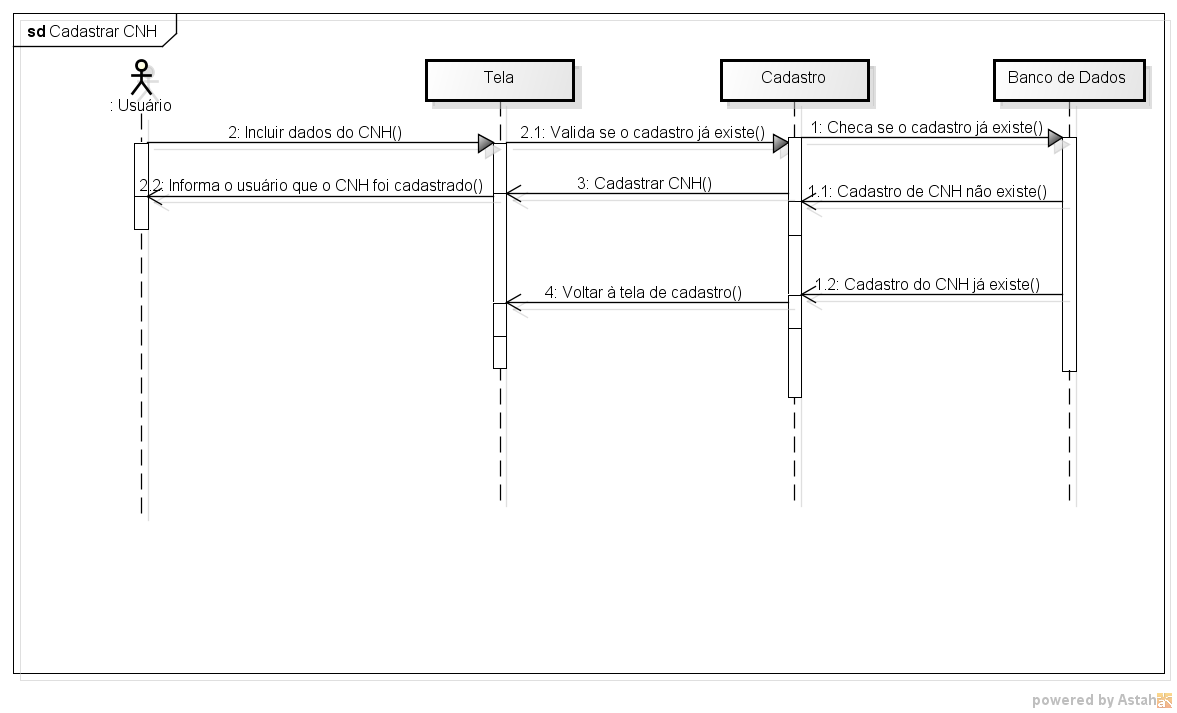 sd Cadastrar CNH
: Usuário
Tela
Cadastro
Banco de Dados
2: Incluir dados do CNH()
2.1: Valida se o cadastro já existe()
1: Checa se o cadastro já existe()
2.2: Informa o usuário que o CNH foi cadastrado()
3: Cadastrar CNH()
1.1: Cadastro de CNH não existe()
4: Voltar à tela de cadastro()
1.2: Cadastro do CNH já existe()
powered by Astah